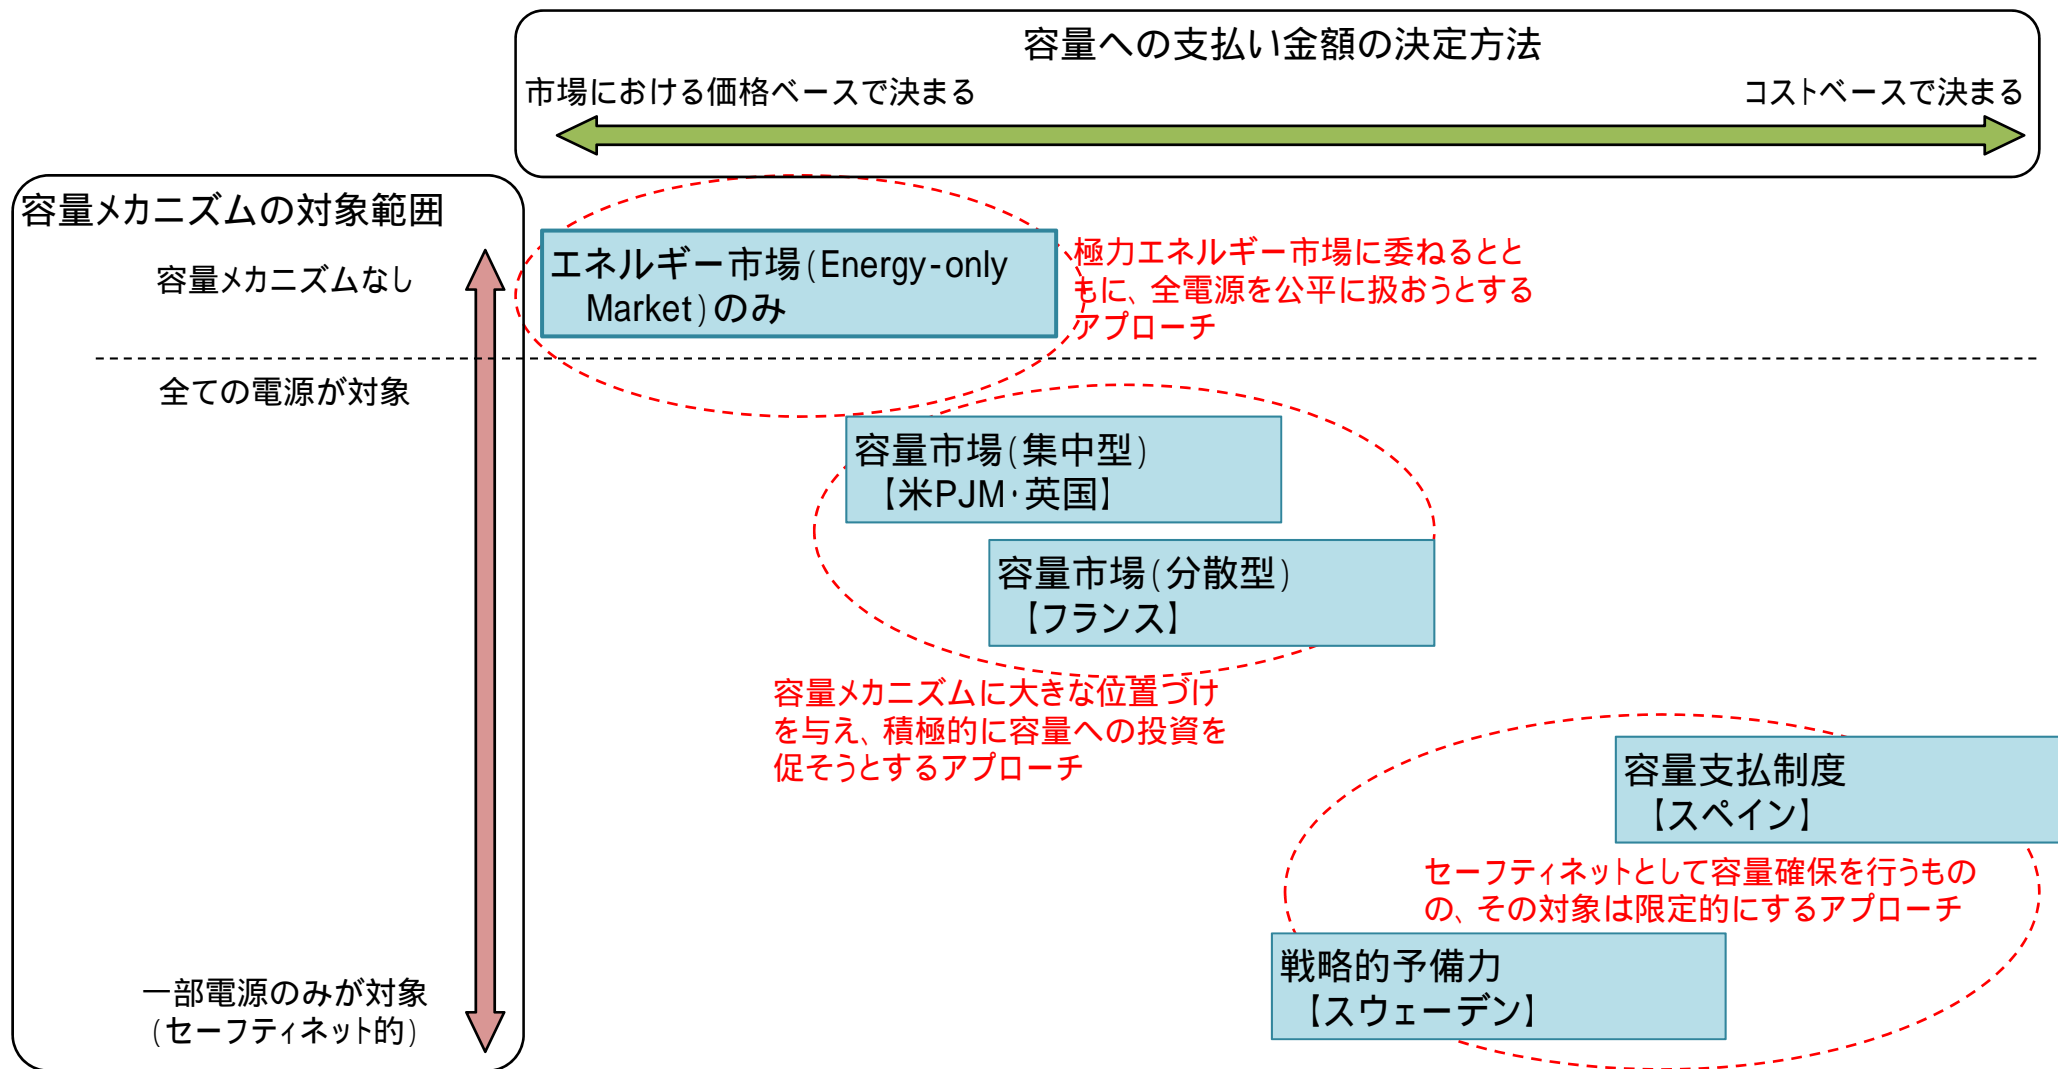 容量への支払い金額の決定方法
市場における価格ベースで決まる
コストベースで決まる
容量メカニズムの対象範囲
容量メカニズムなし
エネルギー市場(Energy-only
Market)のみ
極力エネルギー市場に委ねるとと
もに、全電源を公平に扱おうとする
アプローチ
全ての電源が対象
容量市場(集中型)
【米PJM・英国】
容量市場(分散型)
【フランス】
容量メカニズムに大きな位置づけ
を与え、積極的に容量への投資を
促そうとするアプローチ
容量支払制度
【スペイン】
セーフティネットとして容量確保を行うもの
の、その対象は限定的にするアプローチ
戦略的予備力
【スウェーデン】
一部電源のみが対象
(セーフティネット的)